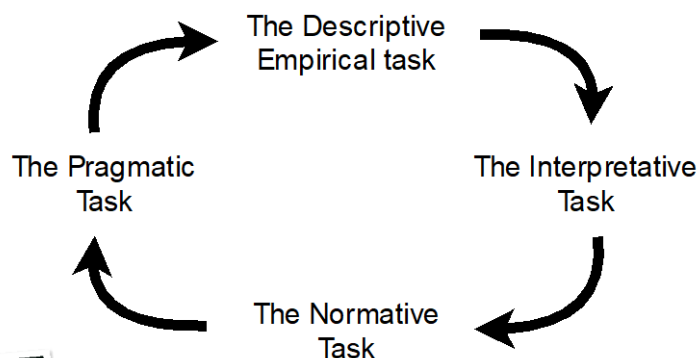 The Descriptive
Empirical task
The Pragmatic
Task
The Interpretative
Task
The Normative
Task